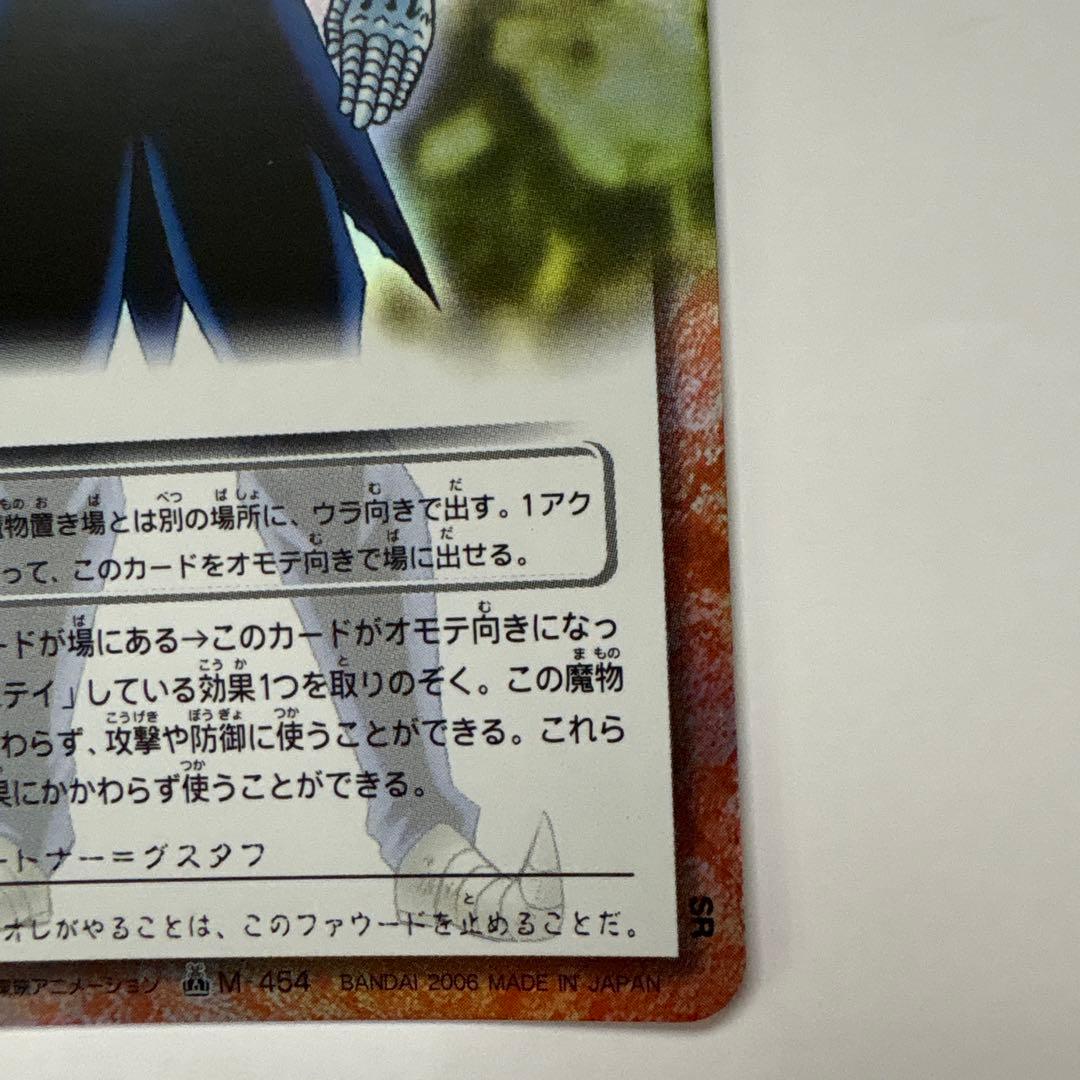 魔物置き場とは別の場所に、ウラ向きで出す。1アク
って、このカードをオモテ向きで場に出せる。
ードが場にある→このカードがオモテ向きになっ
テイ」している効果1つを取りのぞく。この魔物
わらず、攻撃や防御に使うことができる。これら
果にかかわらず使うことができる。
ートナー=グスタフ
オレがやることは、このファウードを止めることだ。
SR
東映アニメーション M-454 BANDAI 2006 MADE IN JAPAN